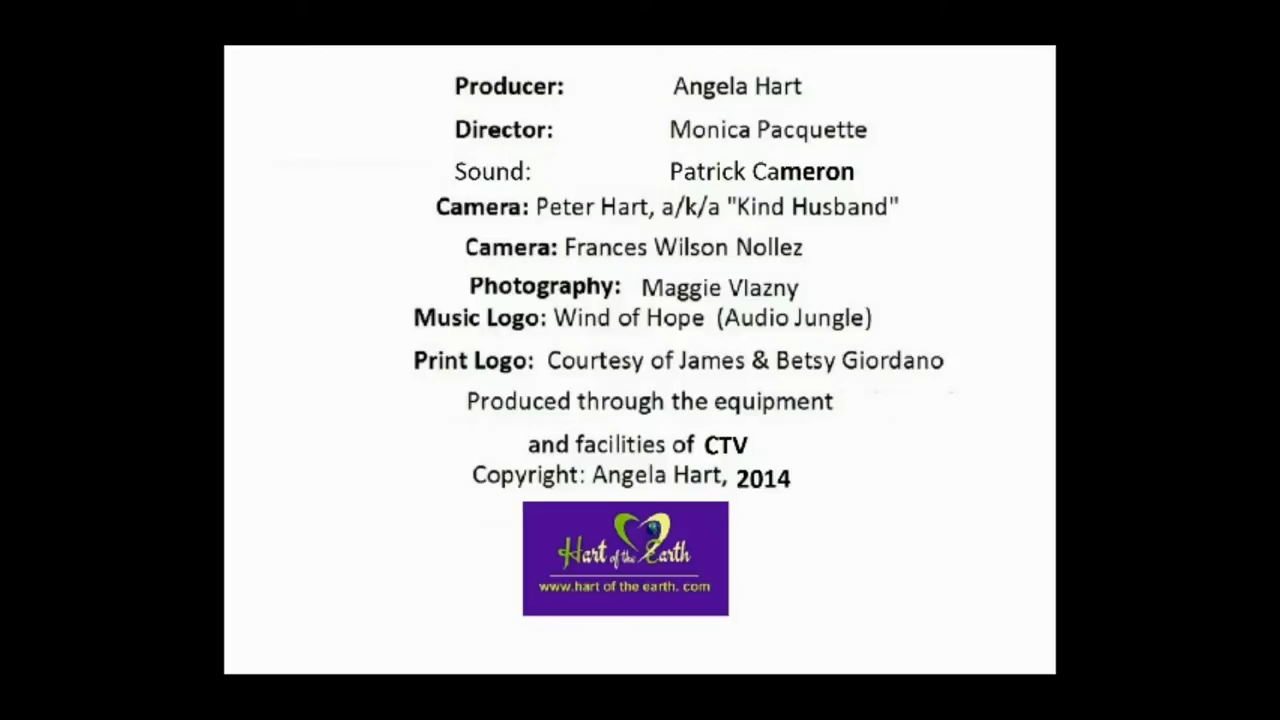 Producer: Angela Hart
Director: Monica Pacquette
Sound: Patrick Cameron
Camera: Peter Hart, a/k/a "Kind Husband"
Camera: Frances Wilson Nollez
Photography: Maggie Vlazny
Music Logo: Wind of Hope (Audio Jungle)
Print Logo: Courtesy of James & Betsy Giordano
Produced through the equipment
and facilities of CTV
Copyright: Angela Hart, 2014
Hart of the Earth
www.hart of the earth. com